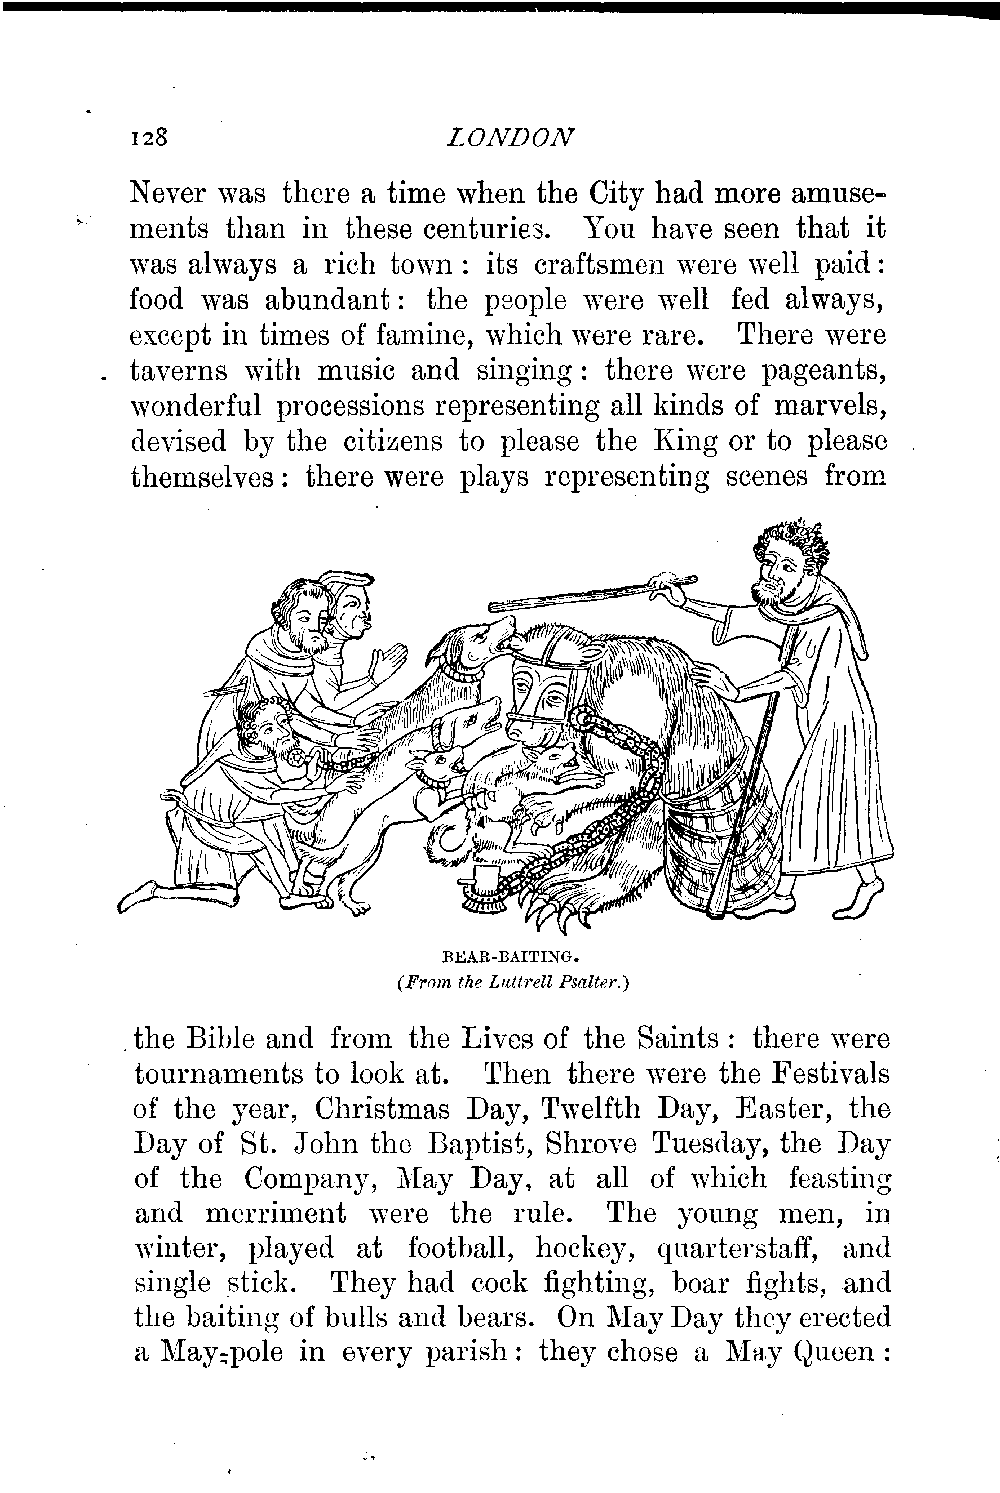 128 LONDON
Never was there a time when the City had more amuse-
ments than in these centuries. You have seen that it
was always a rich town : its craftsmen were well paid :
food was abundant : the people were well fed always,
except in times of famine, which were rare. There were
taverns with music and singing : there were pageants,
wonderful processions representing all kinds of marvels,
devised by the citizens to please the King or to please
themselves : there were plays representing scenes from
BEAR-BAITING.
(From the Luttrell Psalter.)
the Bible and from the Lives of the Saints : there were
tournaments to look at. Then there were the Festivals
of the year, Christmas Day, Twelfth Day, Easter, the
Day of St. John the Baptist, Shrove Tuesday, the Day
of the Company, May Day, at all of which feasting
and merriment were the rule. The young men, in
winter, played at football, hockey, quarterstaff, and
single stick. They had cock fighting, boar fights, and
the baiting of bulls and bears. On May Day they erected
a May-pole in every parish : they chose a May Queen :